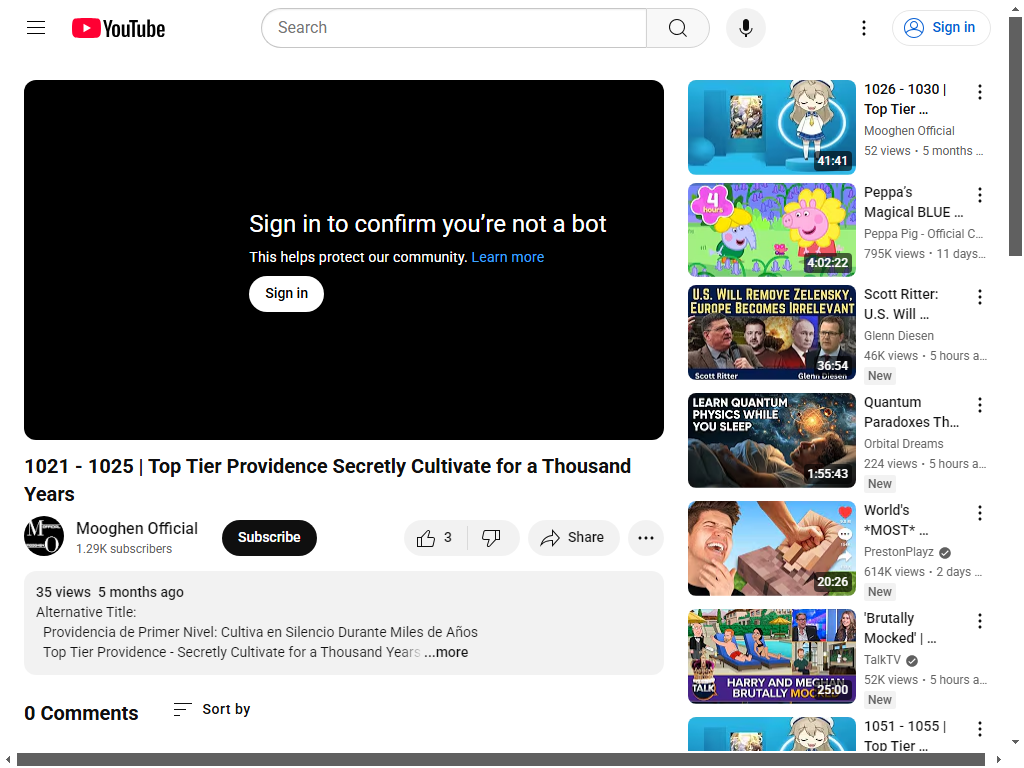 YouTube
Search
Sign in
Sign in to confirm you're not a bot
This helps protect our community. Learn more
Sign in
1021 - 1025 | Top Tier Providence Secretly Cultivate for a Thousand
Years
Mooghen Official
1.29K subscribers
Subscribe
3
Share
35 views 5 months ago
Alternative Title:
Providencia de Primer Nivel: Cultiva en Silencio Durante Miles de Años
Top Tier Providence - Secretly Cultivate for a Thousand Years ...more
0 Comments
Sort by
41:41
1026 - 1030 |
Top Tier ...
Mooghen Official
52 views • 5 months ...
4
hours
4:02:22
Peppa's
Magical BLUE ...
Peppa Pig - Official C...
795K views • 11 days...
U.S. WILL REMOVE ZELENSKY,
EUROPE BECOMES IRRELEVANT
36:54
Scott Ritter
Glenn Diesen
Scott Ritter:
U.S. Will ...
Glenn Diesen
46K views • 5 hours a...
New
LEARN QUANTUM
PHYSICS WHILE
YOU SLEEP
1:55:43
Quantum
Paradoxes Th...
Orbital Dreams
224 views • 5 hours a...
New
20:26
World's
*MOST* ...
PrestonPlayz
614K views • 2 days ...
New
TALK
HARRY AND MEGHAN
BRUTALLY MOCKED
25:00
'Brutally
Mocked' | ...
TalkTV
52K views • 5 hours a...
New
1051 - 1055 |
Top Tier ...